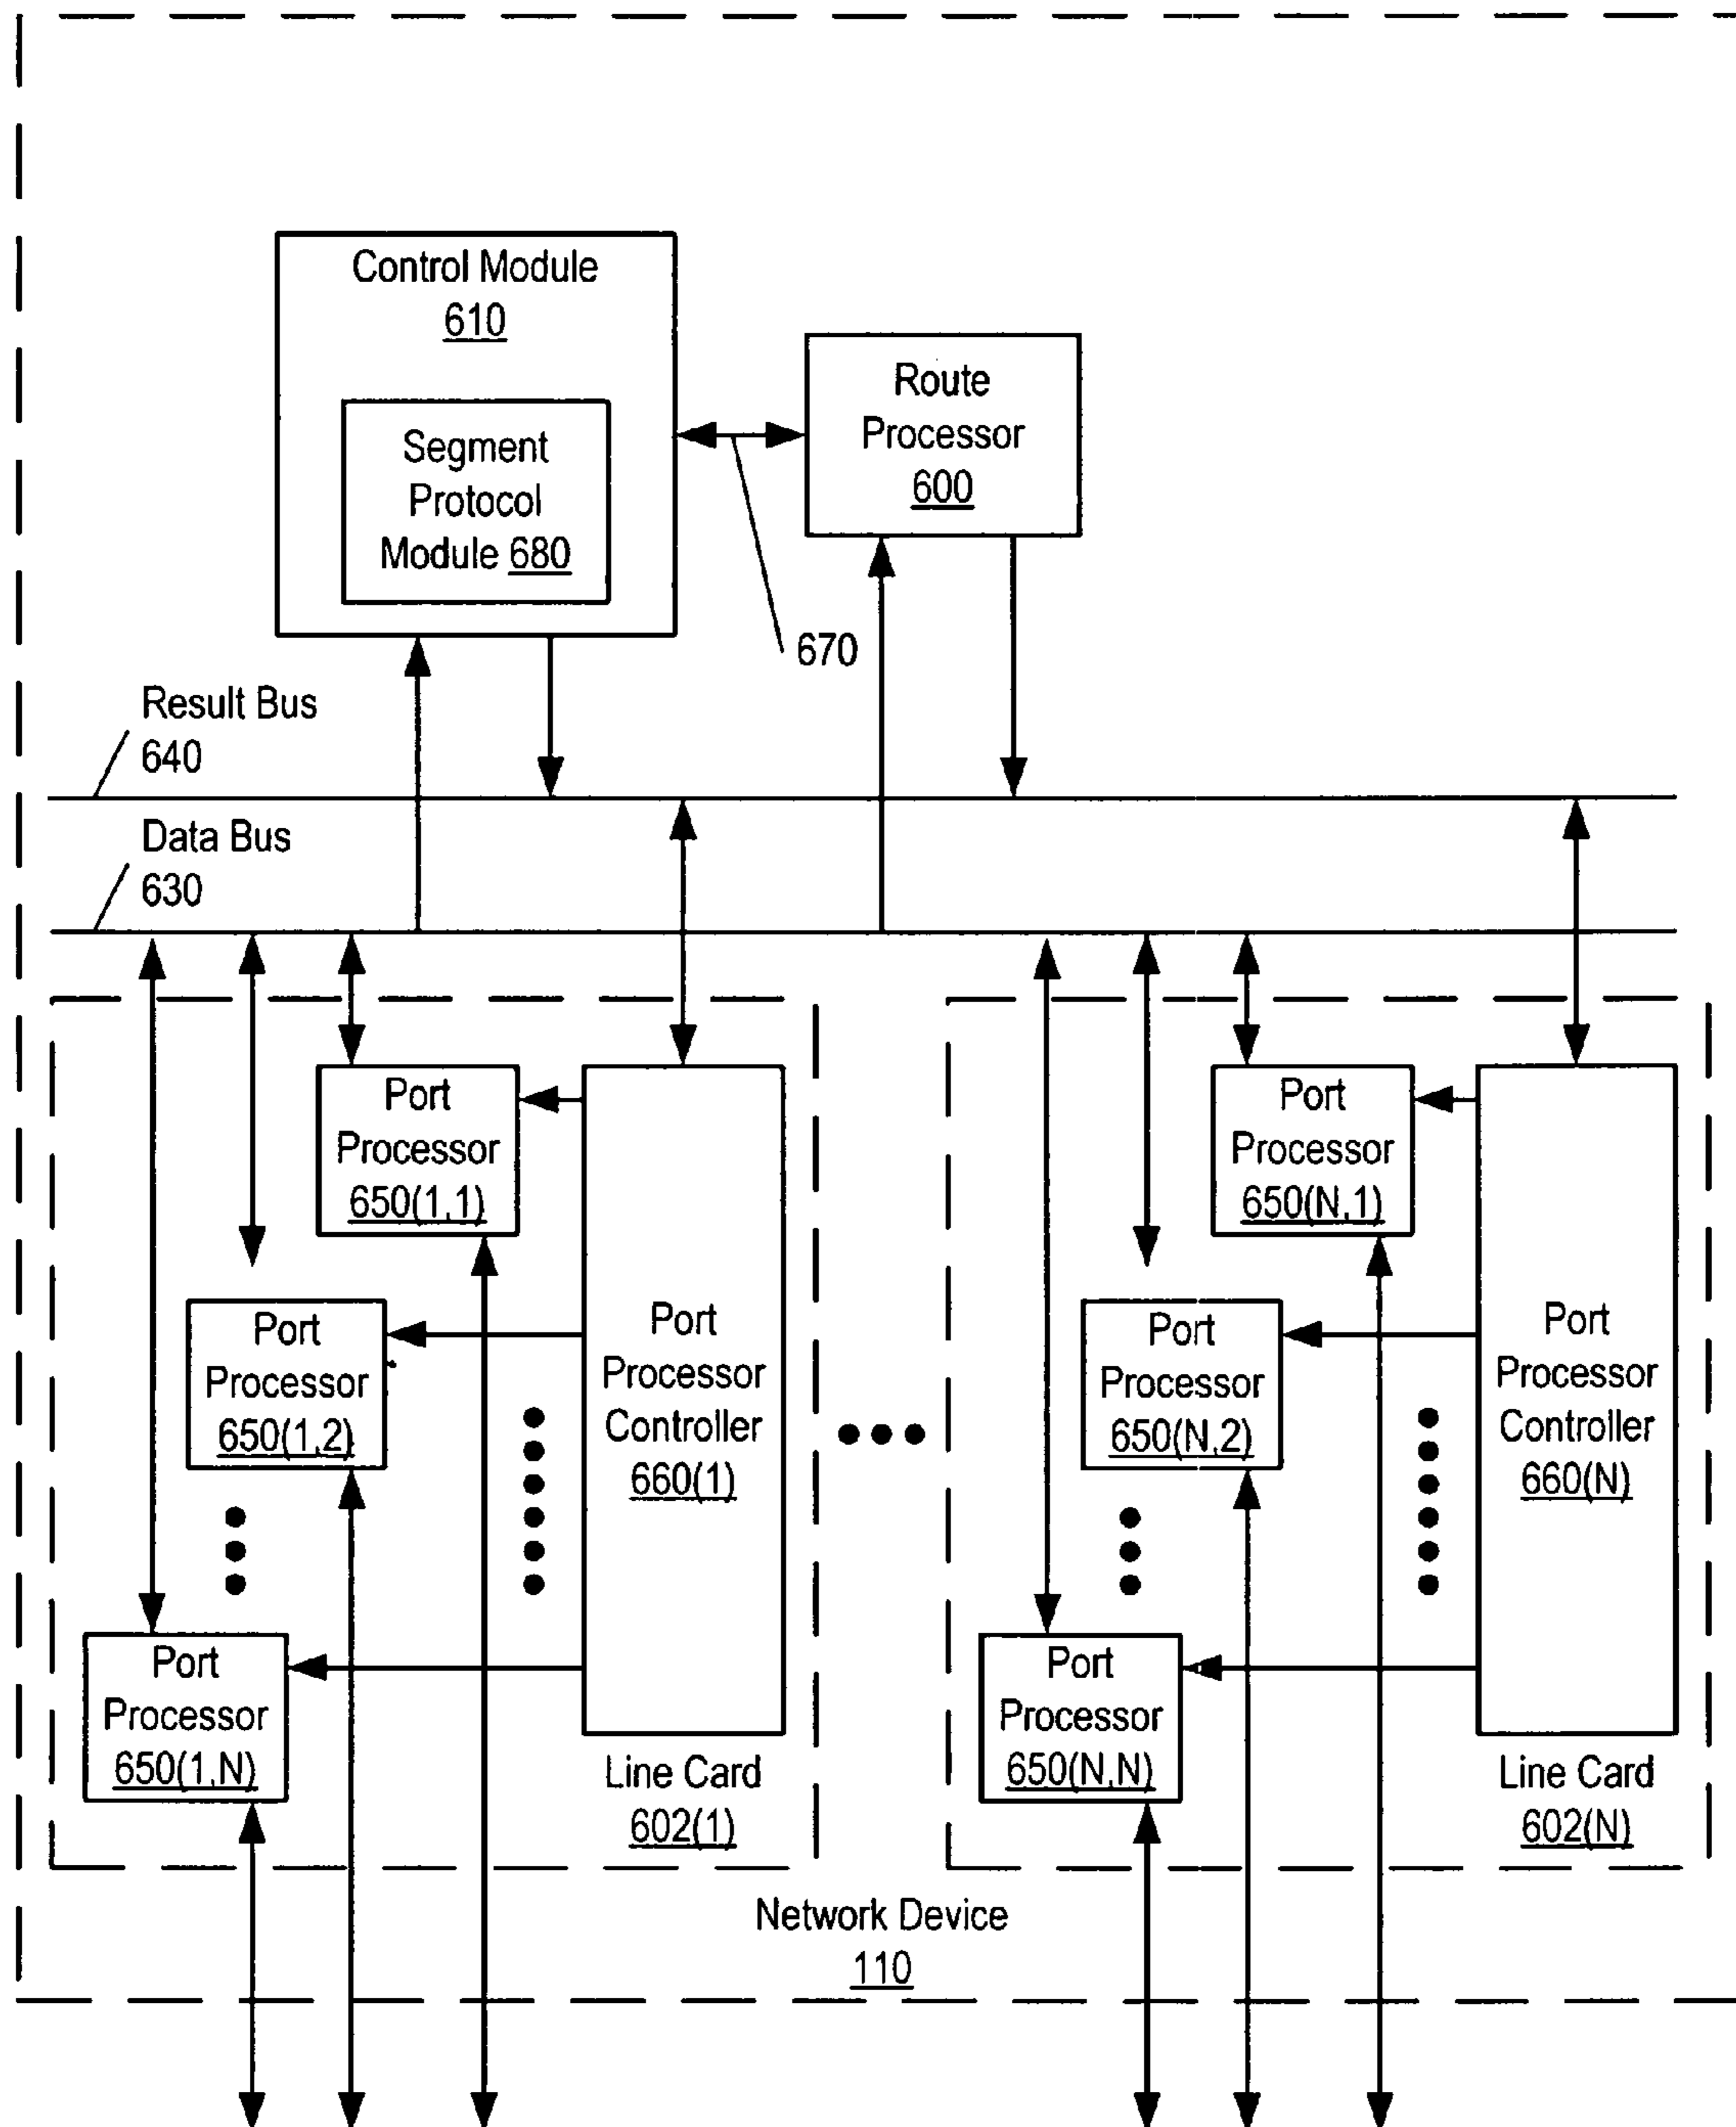 Control Module
610
Segment
Protocol
Module 680
Route
Processor
600
670
Result Bus
640
Data Bus
630
Port
Processor
650(1,1)
Port
Processor
650(1,2)
Port
Processor
650(1,N)
Port
Processor
Controller
660(1)
Line Card
602(1)
Port
Processor
650(N,1)
Port
Processor
650(N,2)
Port
Processor
650(N,N)
Port
Processor
Controller
660(N)
Line Card
602(N)
Network Device
110